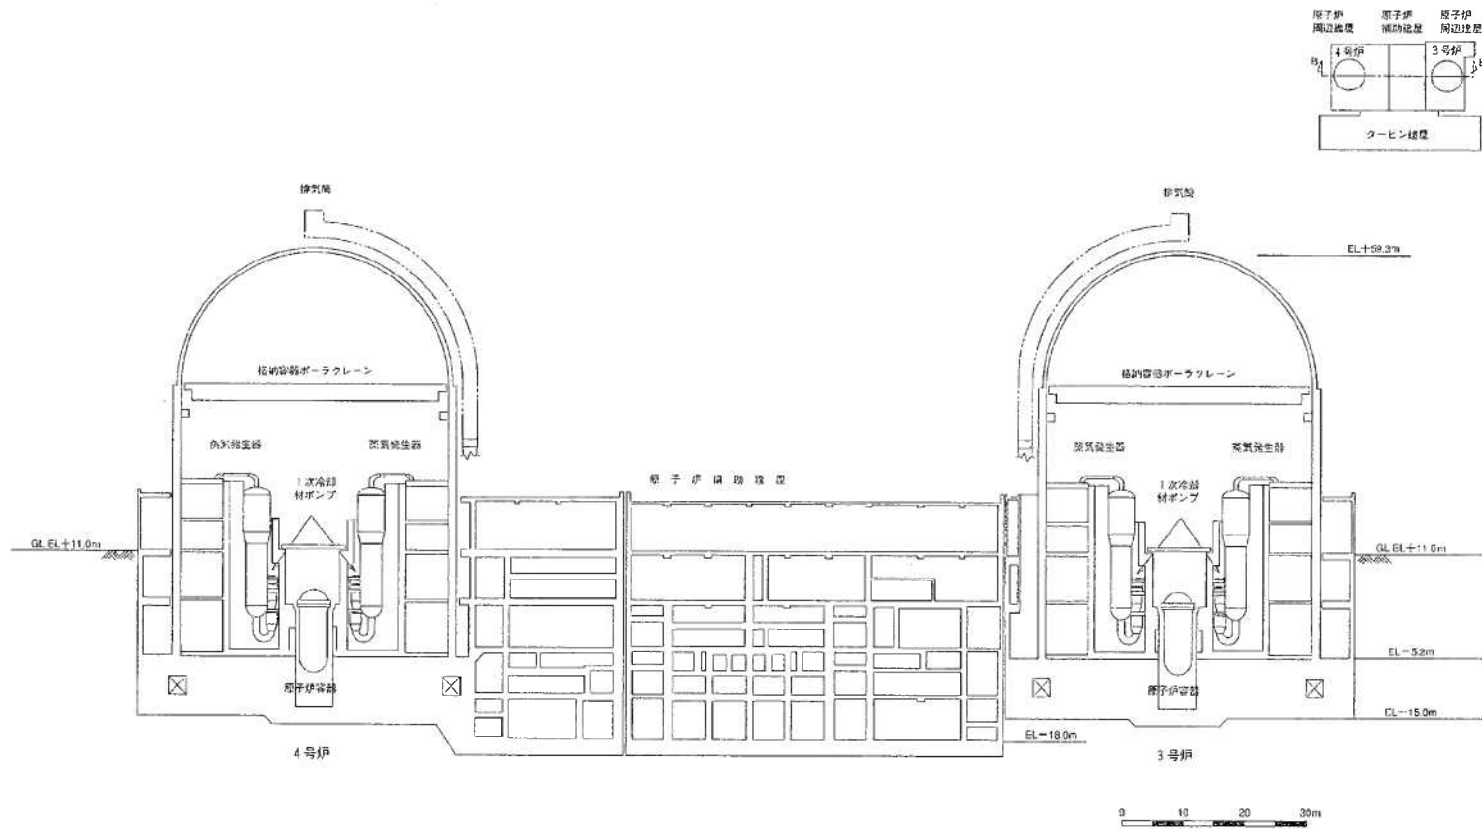 原子炉 原子炉 原子炉
周辺建屋 補助建屋 周辺建屋
4号炉 3号炉
B B
タービン建屋
排気筒 排気筒
EL+59.3m
格納容器ポーラクレーン 格納容器ポーラクレーン
蒸気発生器 蒸気発生器 蒸気発生器 蒸気発生器
1次冷却 1次冷却
材ポンプ 材ポンプ
原子炉補助建屋
GL EL+11.0m GL EL+11.0m
EL-5.2m
原子炉容器 原子炉容器
EL-15.0m
EL-18.0m
4号炉 3号炉
0 10 20 30m